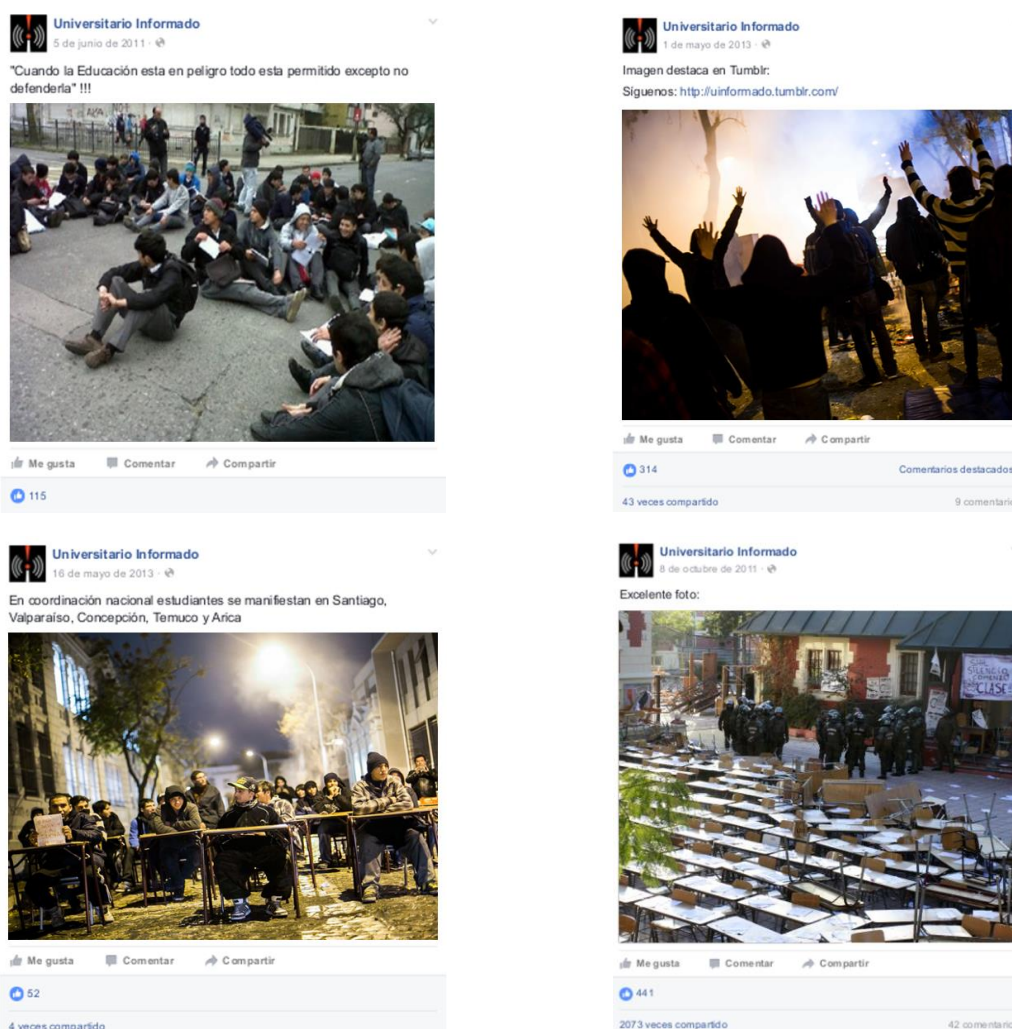 Universitario Informado
5 de junio de 2011
"Cuando la Educación esta en peligro todo esta permitido excepto no
defenderla" !!!
Me gusta Comentar Compartir
115
Universitario Informado
1 de mayo de 2013
Imagen destaca en Tumblr:
Síguenos: http://uinformado.tumblr.com/
Me gusta Comentar Compartir
314 Comentarios destacados
43 veces compartido 9 comentario
Universitario Informado
16 de mayo de 2013
En coordinación nacional estudiantes se manifiestan en Santiago,
Valparaíso, Concepción, Temuco y Arica
Me gusta Comentar Compartir
52
4 veces compartido
Universitario Informado
8 de octubre de 2011
Excelente foto:
SILENCIO
CLASE
Me gusta Comentar Compartir
441
2073 veces compartido 42 comentario